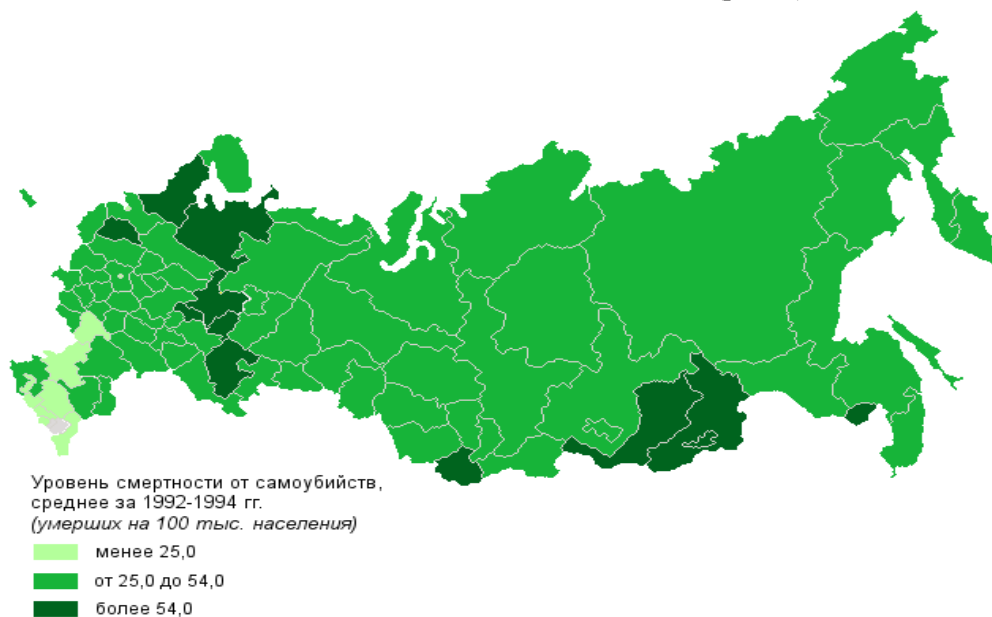 Уровень смертности от самоубийств,
среднее за 1992-1994 гг.
(умерших на 100 тыс. населения)
менее 25,0
от 25,0 до 54,0
более 54,0